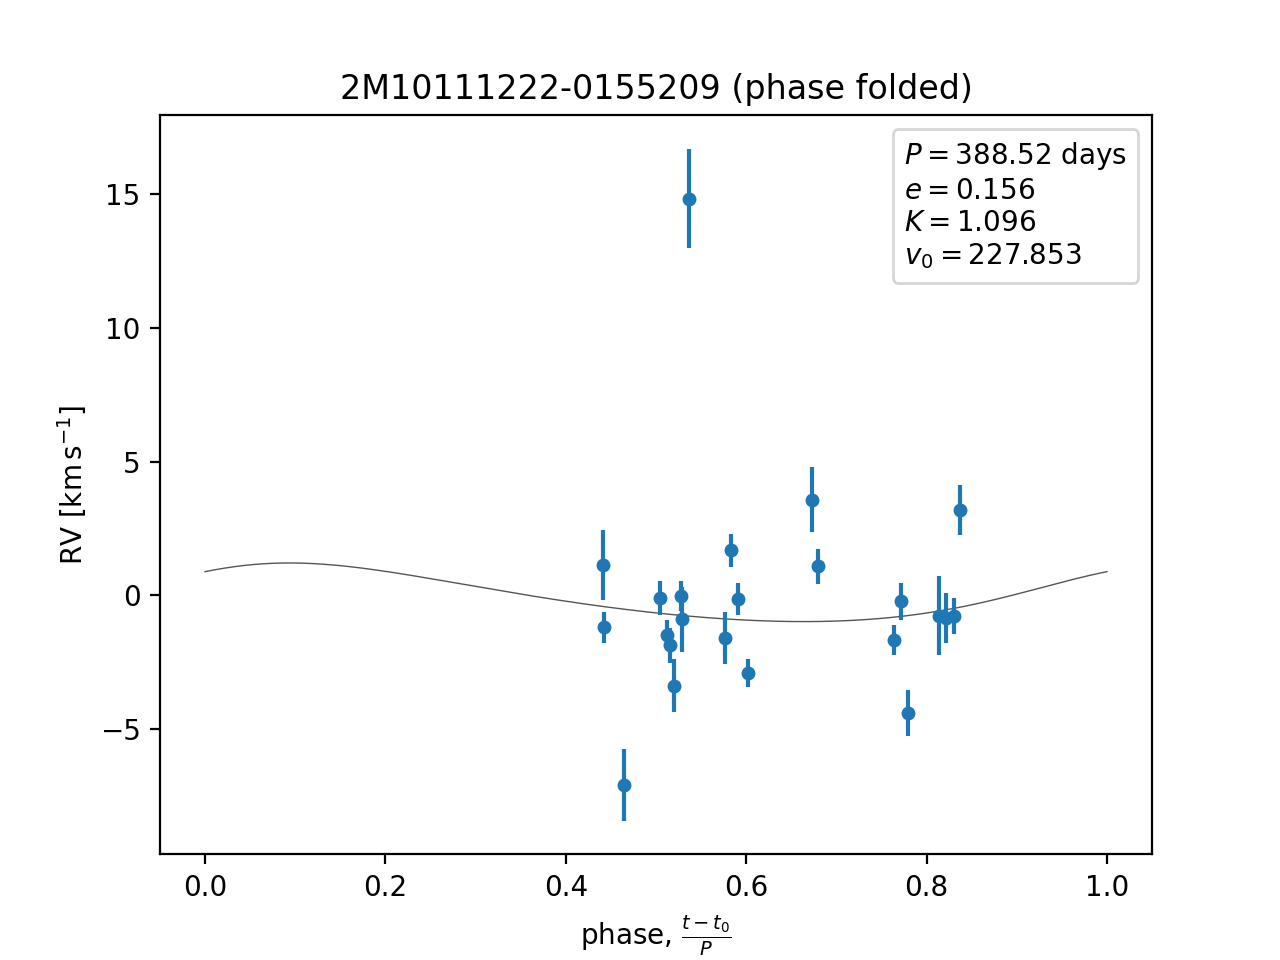 2M10111222-0155209 (phase folded)
P = 388.52 days
e = 0.156
K = 1.096
v₀ = 227.853
15
10
5
0
−5
RV [km s⁻¹]
0.0 0.2 0.4 0.6 0.8 1.0
phase, (t − t₀)/P